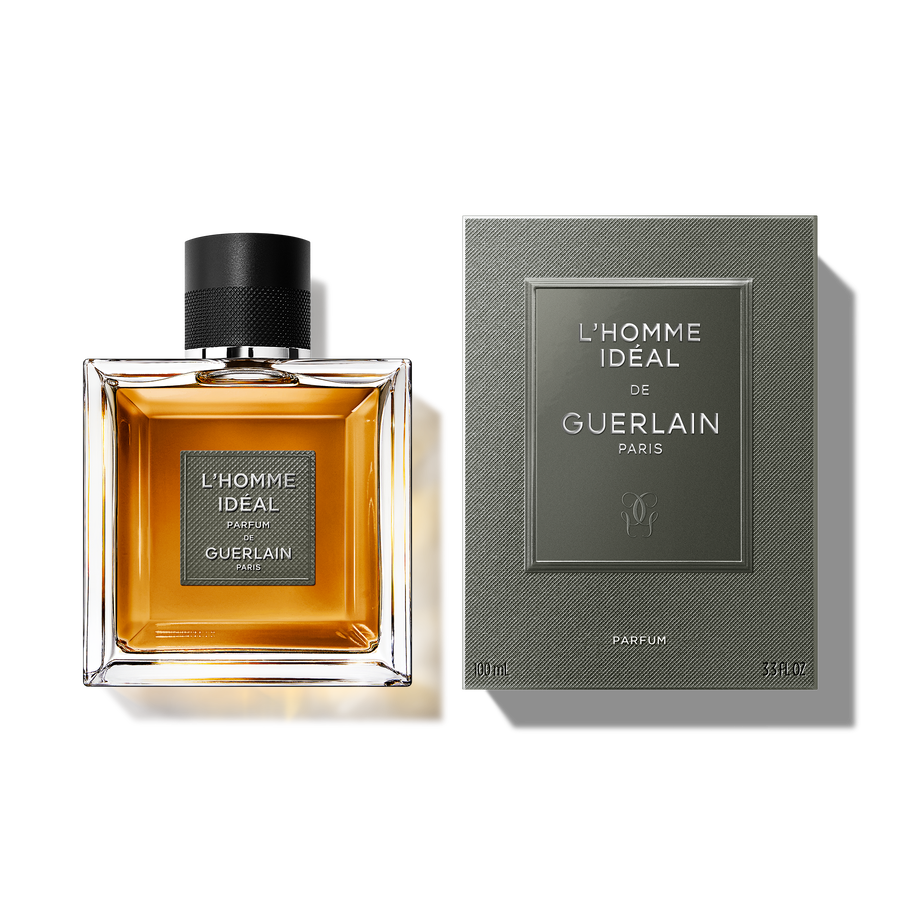 L'HOMME
IDÉAL
PARFUM
DE
GUERLAIN
PARIS
L'HOMME
IDÉAL
DE
GUERLAIN
PARIS
PARFUM
100 mL
3.3 FL.OZ